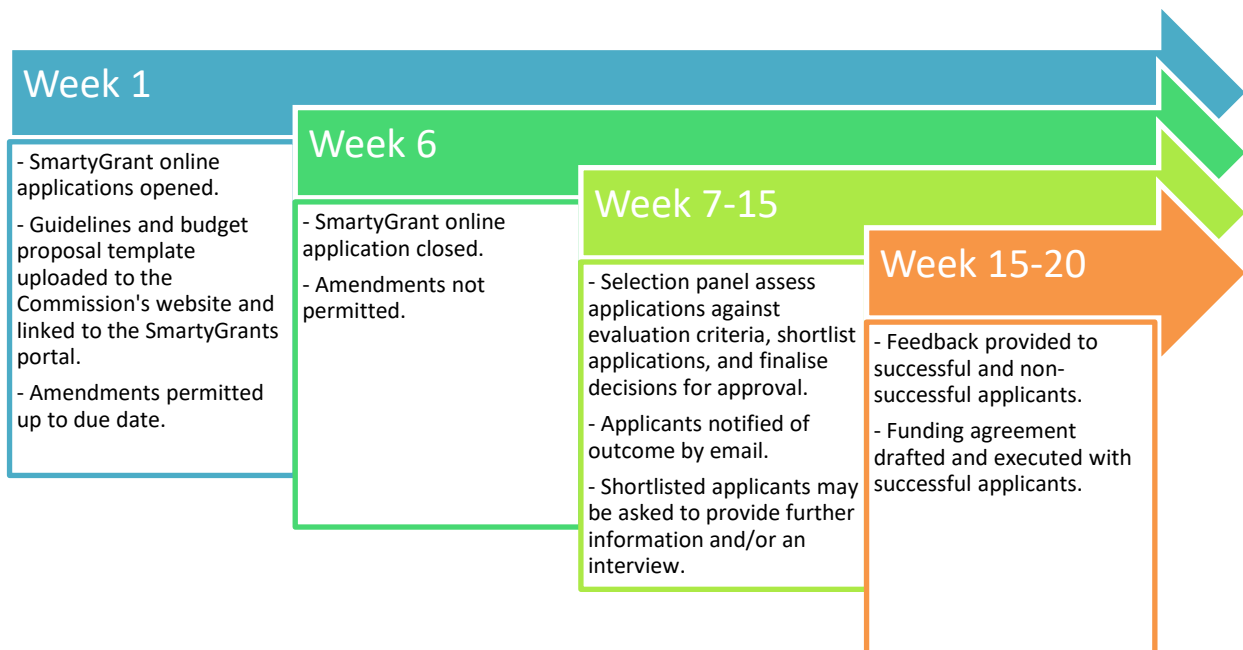 Week 1
- SmartyGrant online
applications opened.
- Guidelines and budget
proposal template
uploaded to the
Commission's website and
linked to the SmartyGrants
portal.
- Amendments permitted
up to due date.
Week 6
- SmartyGrant online
application closed.
- Amendments not
permitted.
Week 7-15
- Selection panel assess
applications against
evaluation criteria, shortlist
applications, and finalise
decisions for approval.
- Applicants notified of
outcome by email.
- Shortlisted applicants may
be asked to provide further
information and/or an
interview.
Week 15-20
- Feedback provided to
successful and non-
successful applicants.
- Funding agreement
drafted and executed with
successful applicants.